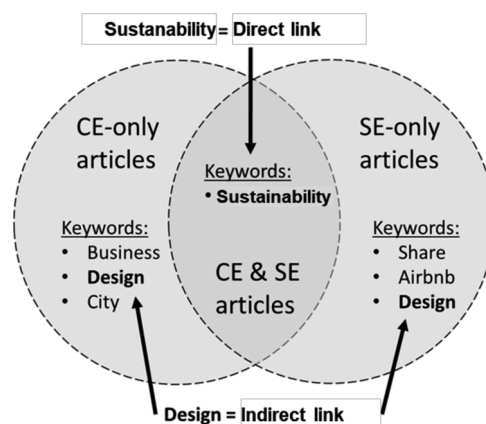 Sustanability = Direct link
CE-only
articles
SE-only
articles
Keywords:
• Sustainability
Keywords:
• Business
• Design
• City
CE & SE
articles
Keywords:
• Share
• Airbnb
• Design
Design = Indirect link